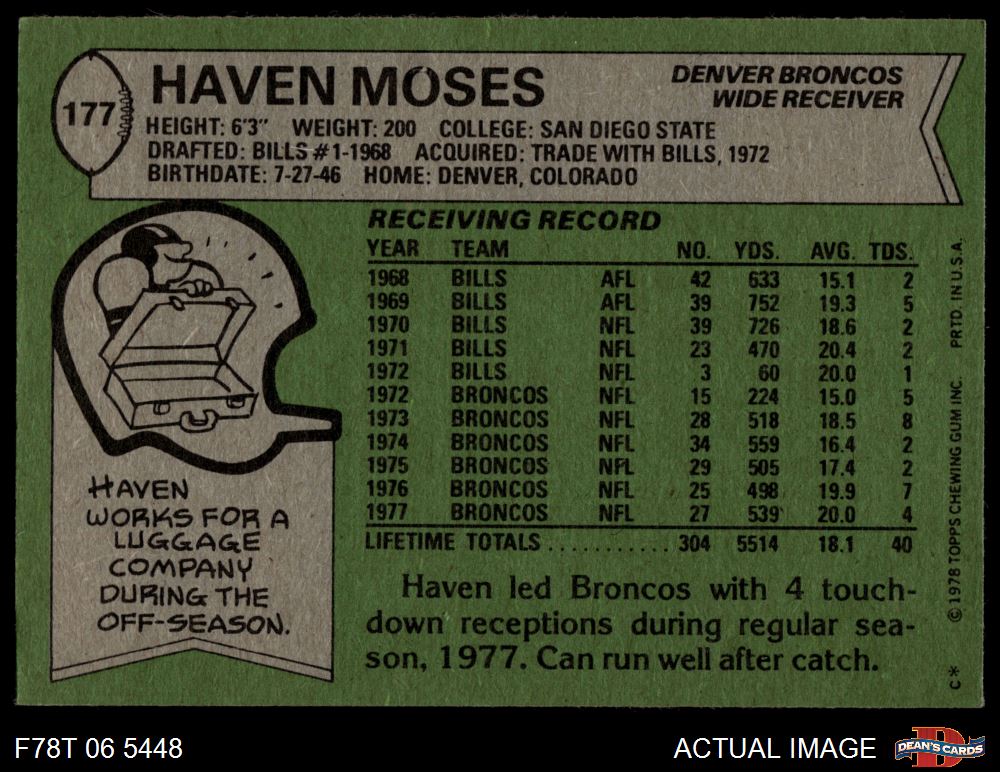 177
HAVEN MOSES
DENVER BRONCOS
WIDE RECEIVER
HEIGHT: 6'3" WEIGHT: 200 COLLEGE: SAN DIEGO STATE
DRAFTED: BILLS #1-1968 ACQUIRED: TRADE WITH BILLS, 1972
BIRTHDATE: 7-27-46 HOME: DENVER, COLORADO
RECEIVING RECORD
YEAR TEAM NO. YDS. AVG. TDS.
1968 BILLS AFL 42 633 15.1 2
1969 BILLS AFL 39 752 19.3 5
1970 BILLS NFL 39 726 18.6 2
1971 BILLS NFL 23 470 20.4 2
1972 BILLS NFL 3 60 20.0 1
1972 BRONCOS NFL 15 224 15.0 5
1973 BRONCOS NFL 28 518 18.5 8
1974 BRONCOS NFL 34 559 16.4 2
1975 BRONCOS NFL 29 505 17.4 2
1976 BRONCOS NFL 25 498 19.9 7
1977 BRONCOS NFL 27 539 20.0 4
LIFETIME TOTALS ........... 304 5514 18.1 40
Haven led Broncos with 4 touch-
down receptions during regular sea-
son, 1977. Can run well after catch.
HAVEN
WORKS FOR A
LUGGAGE
COMPANY
DURING THE
OFF-SEASON.
C* © 1978 TOPPS CHEWING GUM INC. PRTD. IN U.S.A.
F78T 06 5448
ACTUAL IMAGE
D
DEAN'S CARDS